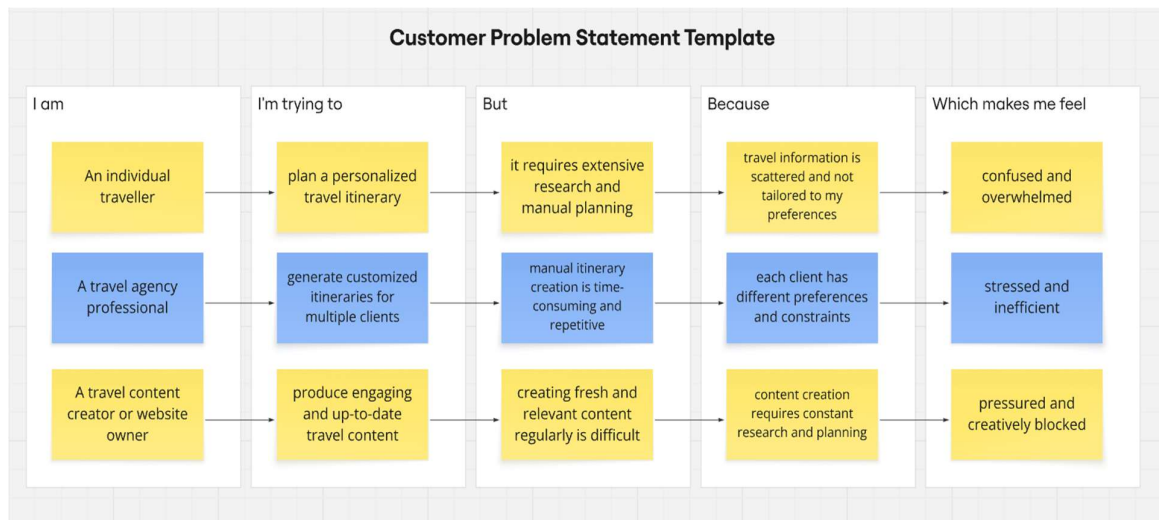 Customer Problem Statement Template
I am
I'm trying to
But
Because
Which makes me feel
An individual
traveller
plan a personalized
travel itinerary
it requires extensive
research and
manual planning
travel information is
scattered and not
tailored to my
preferences
confused and
overwhelmed
A travel agency
professional
generate customized
itineraries for
multiple clients
manual itinerary
creation is time-
consuming and
repetitive
each client has
different preferences
and constraints
stressed and
inefficient
A travel content
creator or website
owner
produce engaging
and up-to-date
travel content
creating fresh and
relevant content
regularly is difficult
content creation
requires constant
research and planning
pressured and
creatively blocked